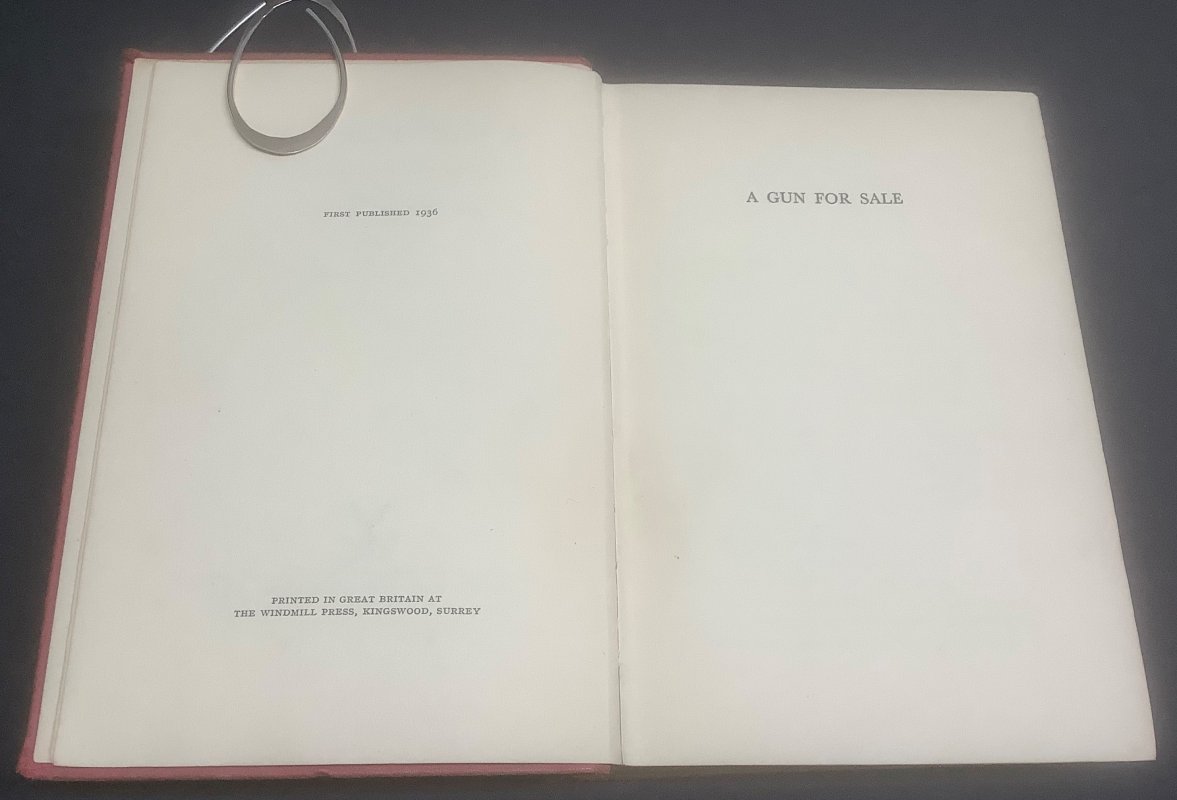 FIRST PUBLISHED 1936
PRINTED IN GREAT BRITAIN AT
THE WINDMILL PRESS, KINGSWOOD, SURREY
A GUN FOR SALE